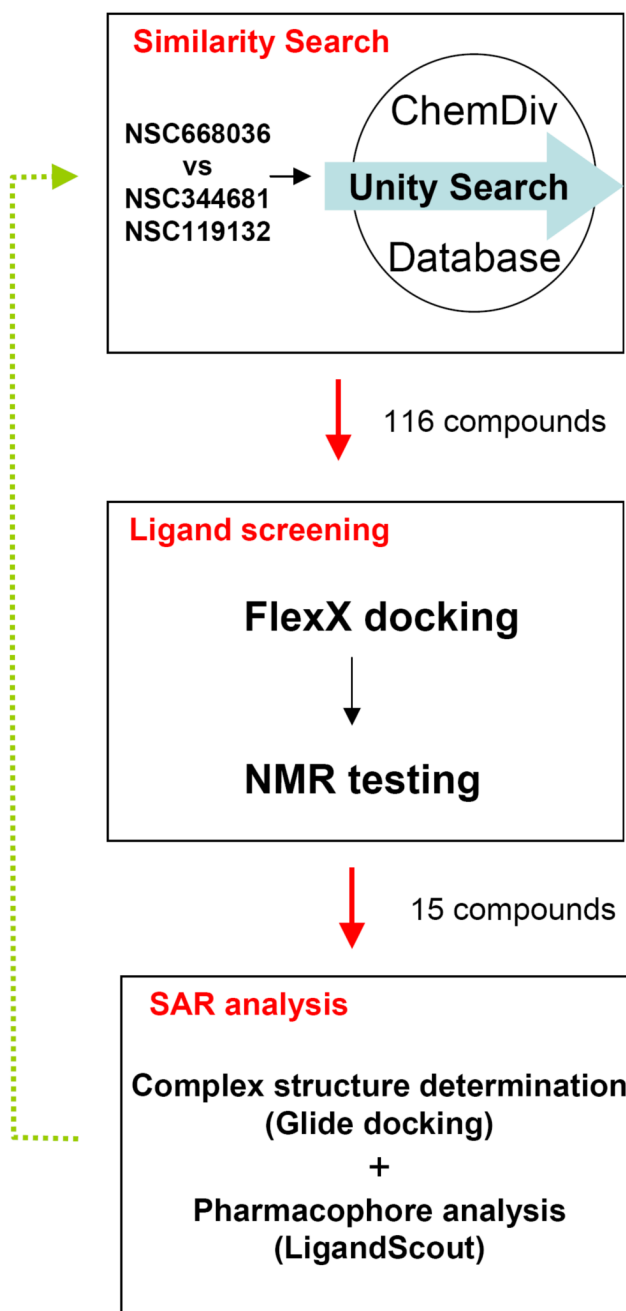 Similarity Search
NSC668036
vs
NSC344681
NSC119132
ChemDiv
Unity Search
Database
116 compounds
Ligand screening
FlexX docking
NMR testing
15 compounds
SAR analysis
Complex structure determination
(Glide docking)
+
Pharmacophore analysis
(LigandScout)